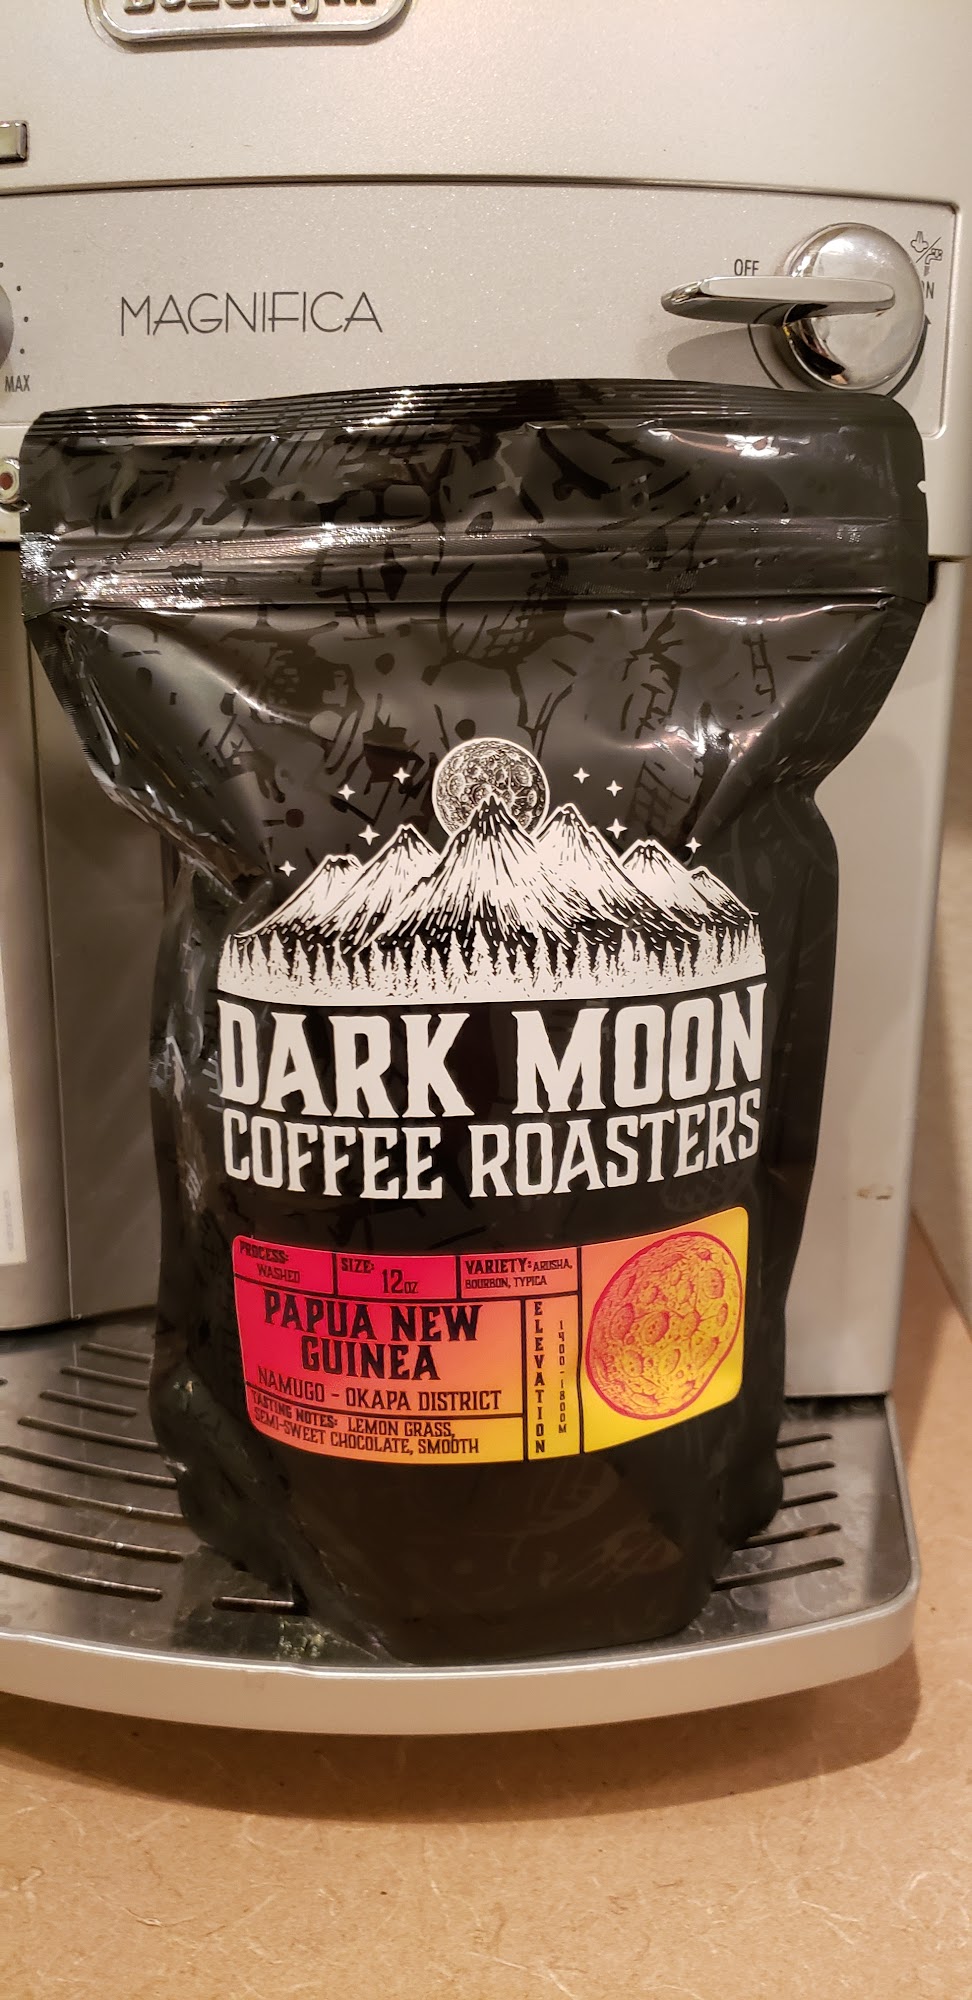 DeLonghi
MAGNIFICA
OFF
MAX
DARK MOON
COFFEE ROASTERS
PROCESS:
WASHED
SIZE:
12oz
VARIETY: ARUSHA,
BOURBON, TYPICA
PAPUA NEW
GUINEA
NAMUGO - OKAPA DISTRICT
TASTING NOTES: LEMON GRASS,
SEMI-SWEET CHOCOLATE, SMOOTH
ELEVATION
1400-1800M